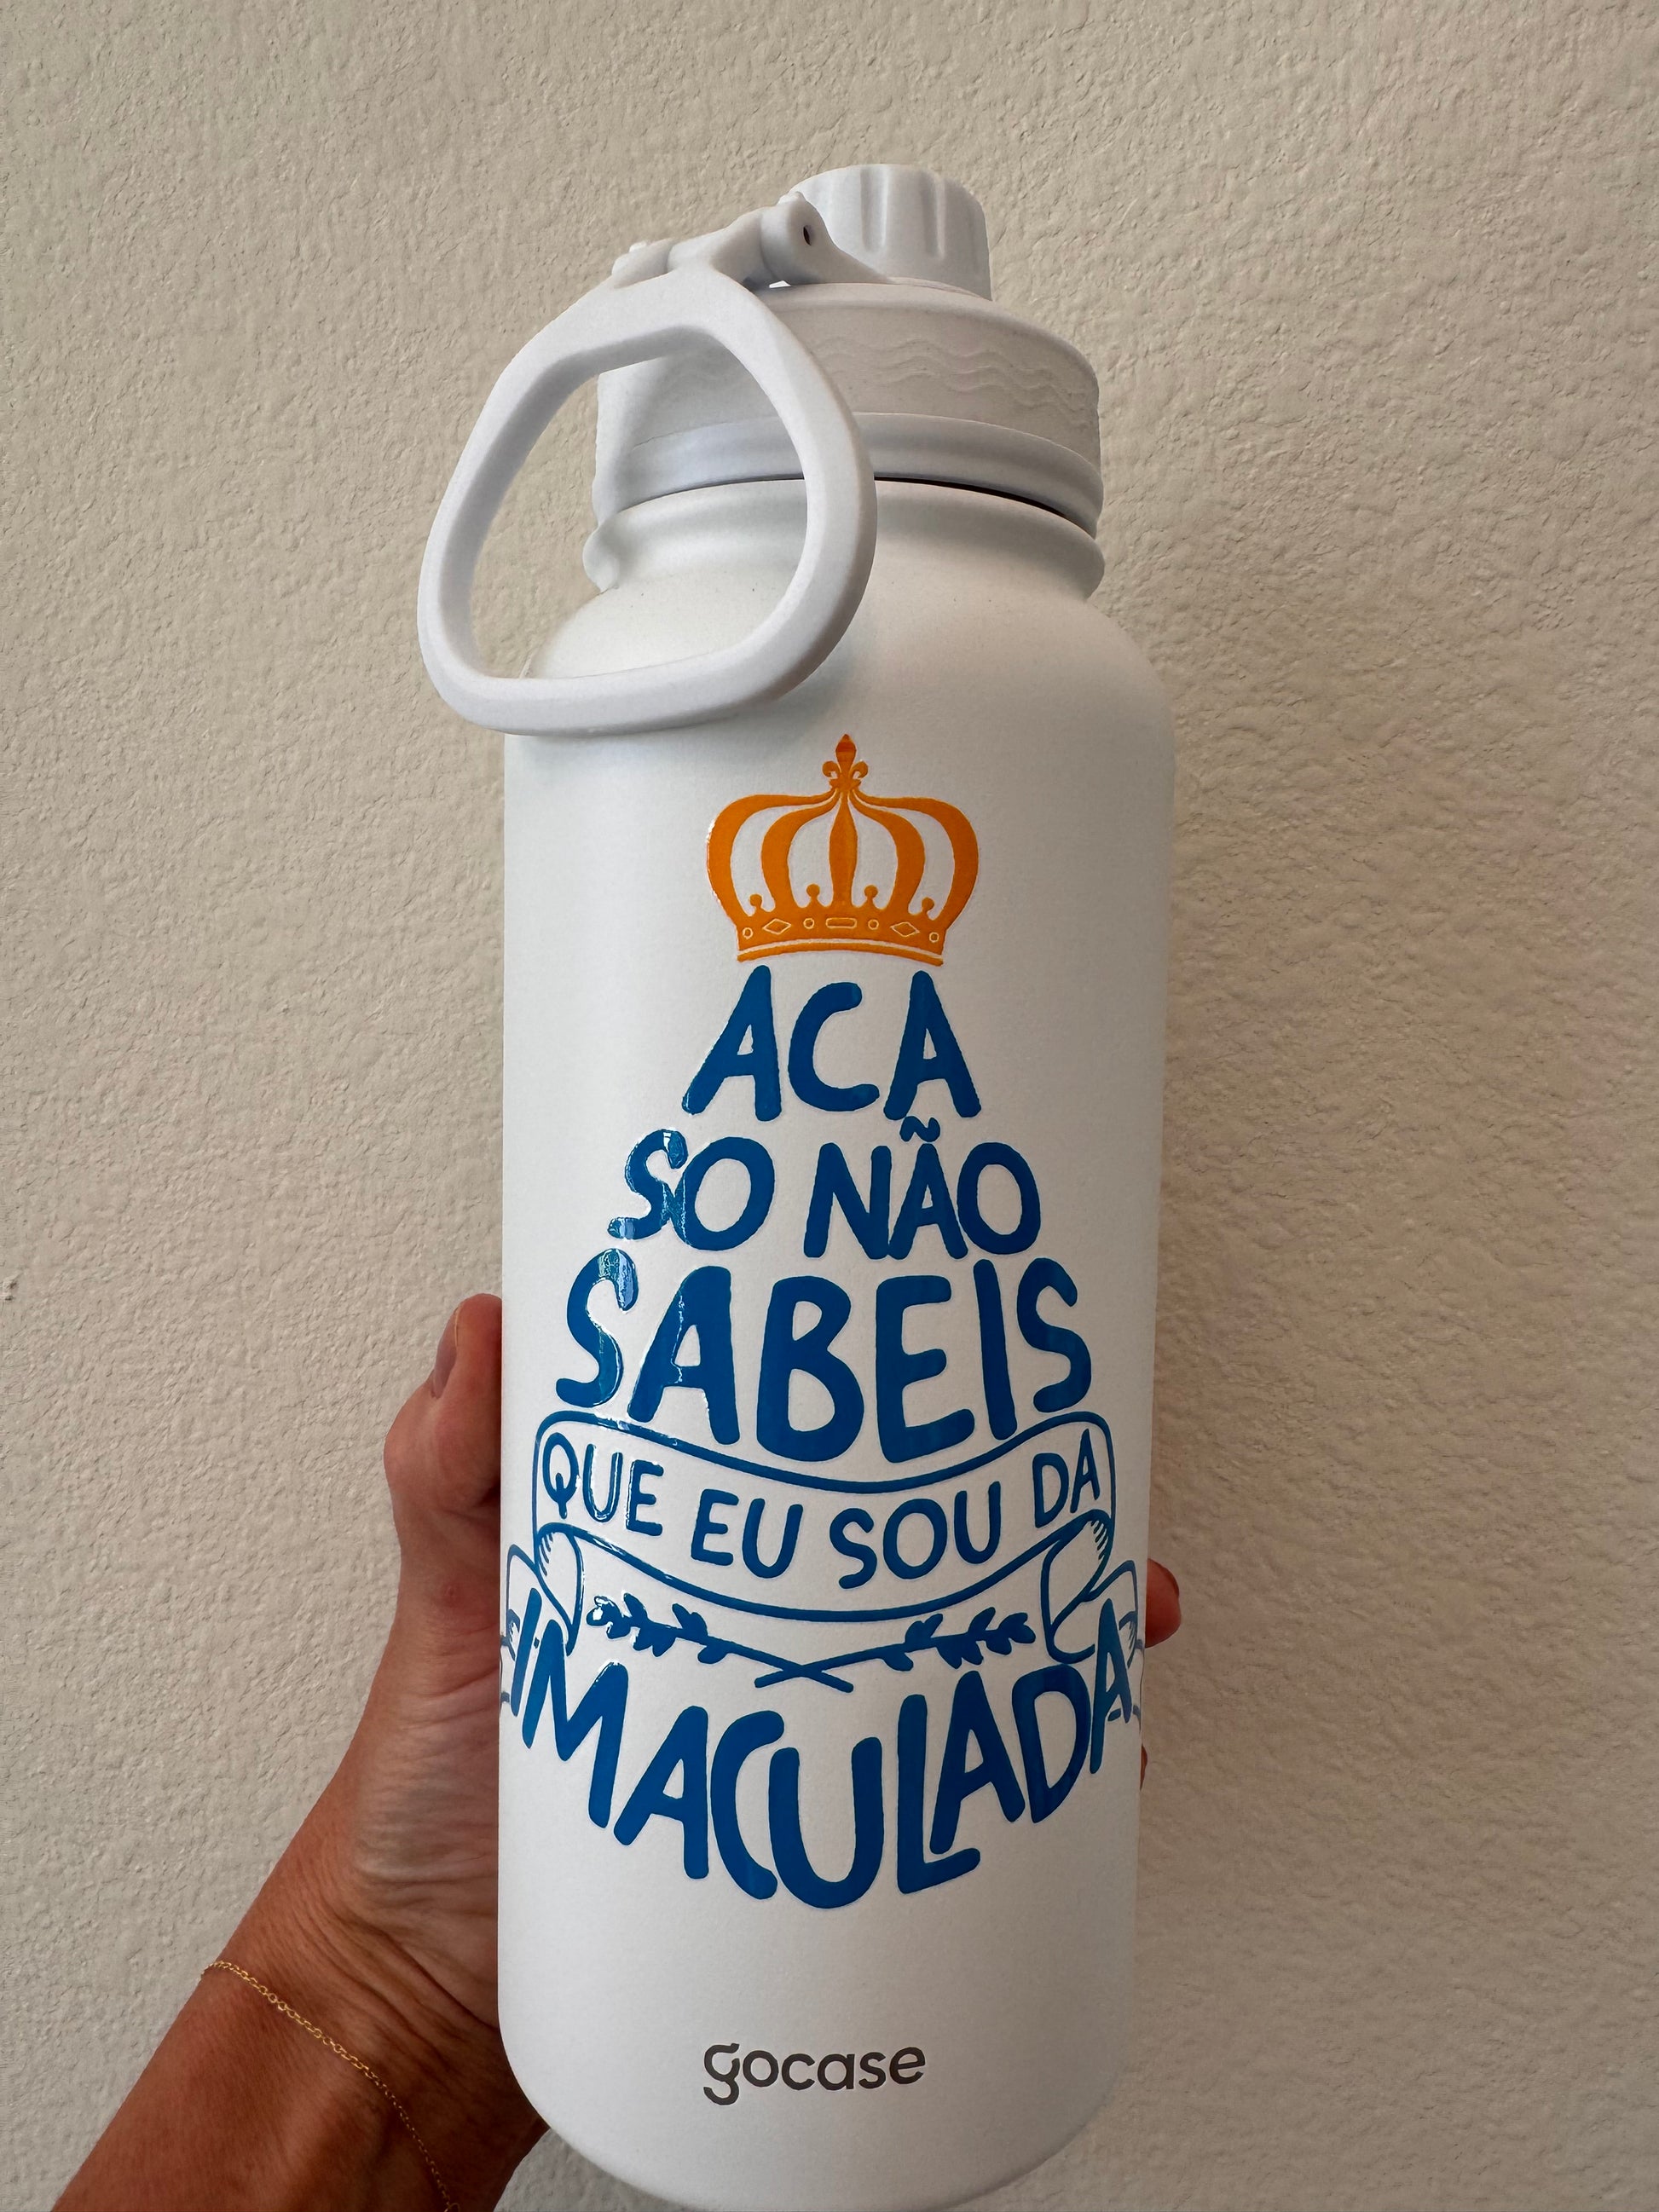 ACA
SO NÃO
SABEIS
QUE EU SOU DA
IMACULADA
gocase